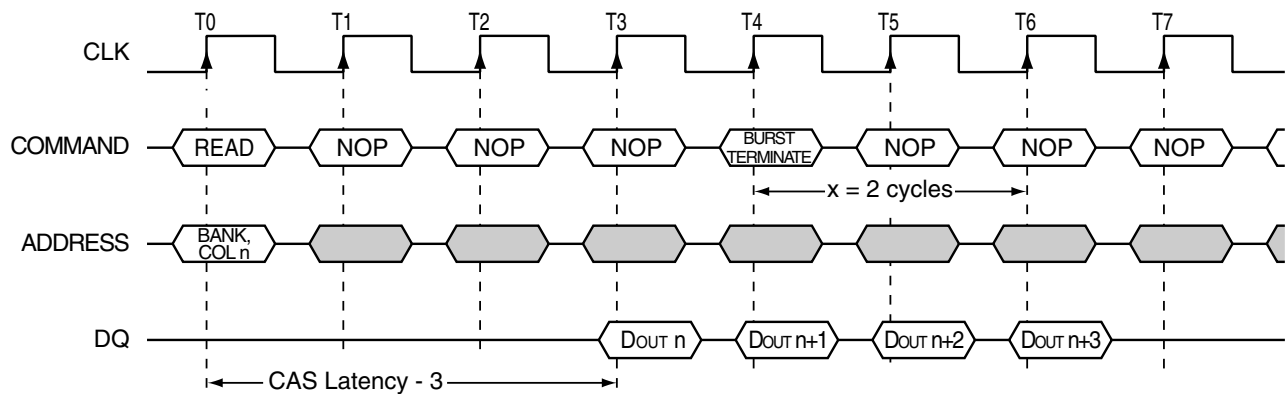 T0 T1 T2 T3 T4 T5 T6 T7
CLK
COMMAND READ NOP NOP NOP BURST TERMINATE NOP NOP NOP
x = 2 cycles
ADDRESS BANK, COL n
DQ DOUT n DOUT n+1 DOUT n+2 DOUT n+3
CAS Latency - 3